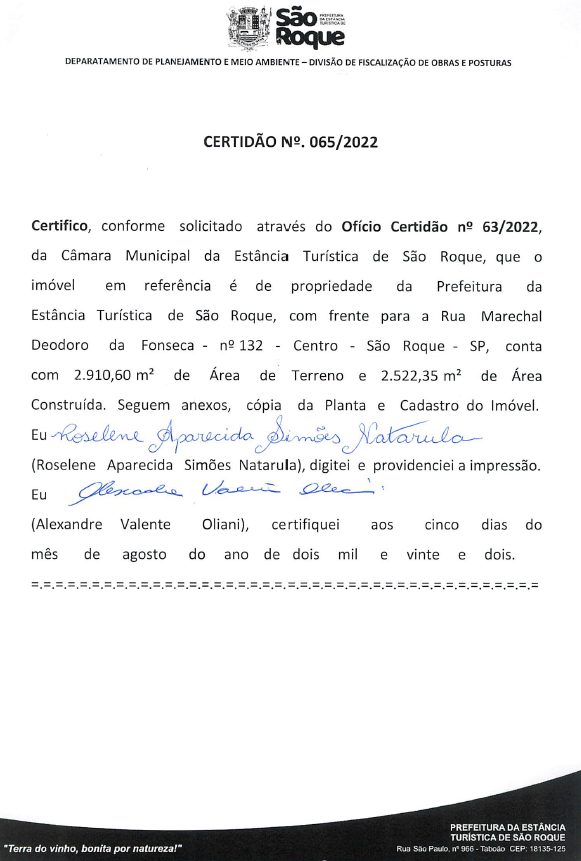 São Roque
PREFEITURA
DA ESTÂNCIA
TURÍSTICA DE
DEPARATAMENTO DE PLANEJAMENTO E MEIO AMBIENTE – DIVISÃO DE FISCALIZAÇÃO DE OBRAS E POSTURAS
CERTIDÃO Nº. 065/2022
Certifico, conforme solicitado através do Ofício Certidão nº 63/2022,
da Câmara Municipal da Estância Turística de São Roque, que o
imóvel em referência é de propriedade da Prefeitura da
Estância Turística de São Roque, com frente para a Rua Marechal
Deodoro da Fonseca - nº 132 - Centro - São Roque - SP, conta
com 2.910,60 m² de Área de Terreno e 2.522,35 m² de Área
Construída. Seguem anexos, cópia da Planta e Cadastro do Imóvel.
Eu Roselene Aparecida Simões Natarula
(Roselene Aparecida Simões Natarula), digitei e providenciei a impressão.
Eu
(Alexandre Valente Oliani), certifiquei aos cinco dias do
mês de agosto do ano de dois mil e vinte e dois.
=.=.=.=.=.=.=.=.=.=.=.=.=.=.=.=.=.=.=.=.=.=.=.=.=.=.=.=.=.=.=.=.=.=.=.=.=.=.=.=.=.=
PREFEITURA DA ESTÂNCIA
TURÍSTICA DE SÃO ROQUE
"Terra do vinho, bonita por natureza!"
Rua São Paulo, nº 966 - Taboão CEP: 18135-125